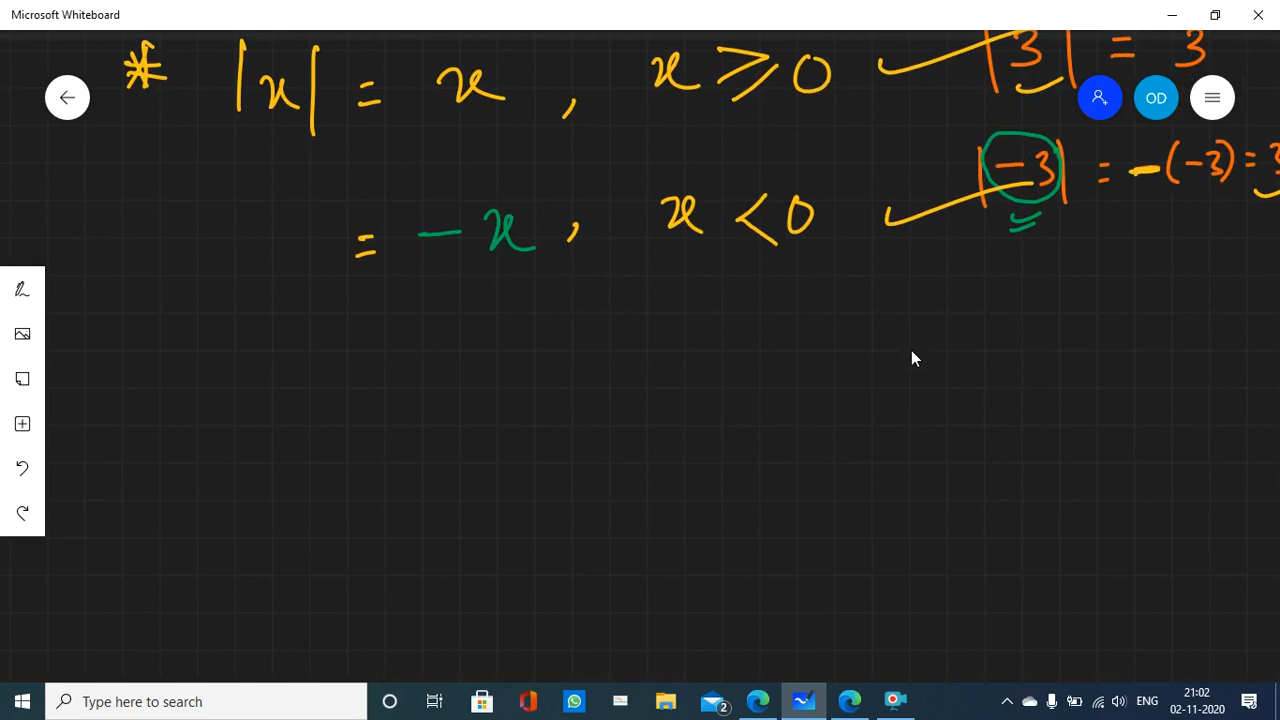 Microsoft Whiteboard
* |x| = x , x ≥ 0 |3| = 3
OD
|-3| = -(-3) = 3
= -x , x < 0
Type here to search
2
ENG
21:02
02-11-2020